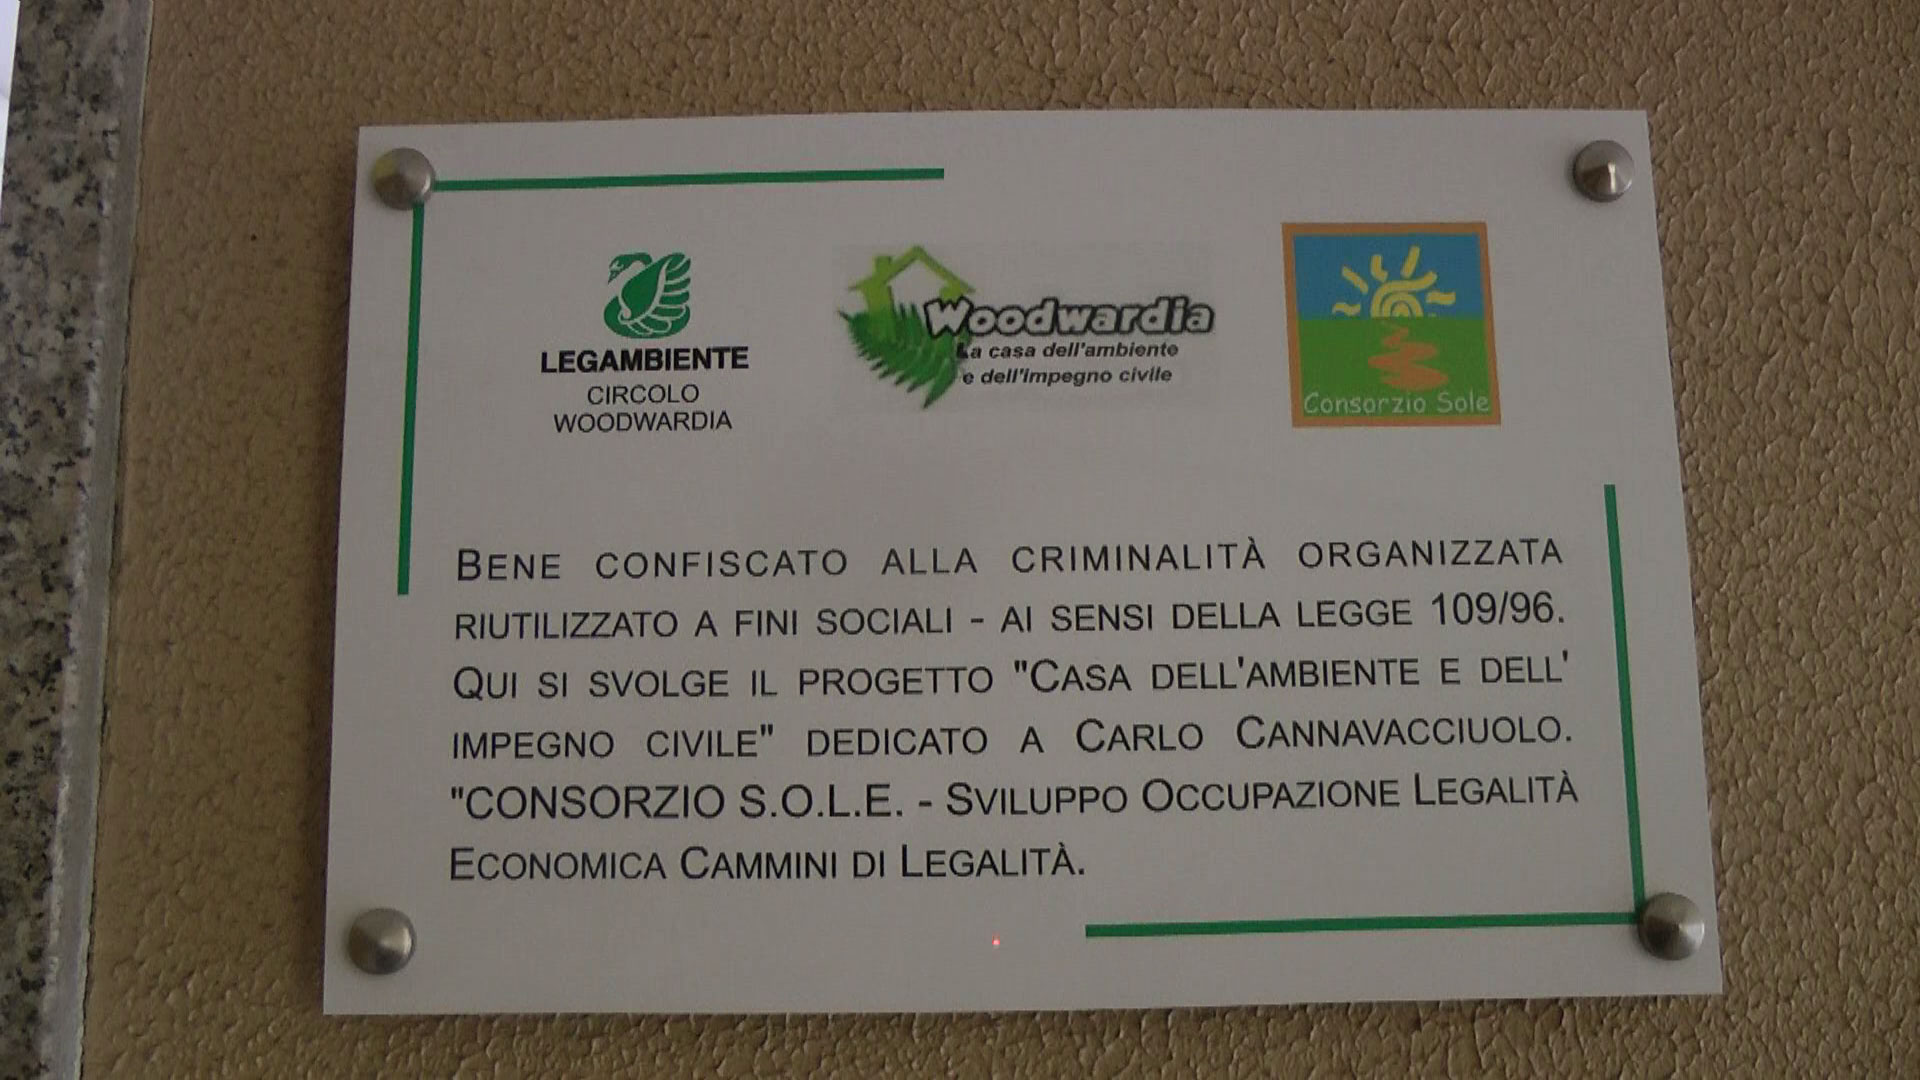 LEGAMBIENTE
CIRCOLO
WOODWARDIA
Woodwardia
La casa dell'ambiente
e dell'impegno civile
Consorzio Sole
BENE CONFISCATO ALLA CRIMINALITÀ ORGANIZZATA
RIUTILIZZATO A FINI SOCIALI - AI SENSI DELLA LEGGE 109/96.
QUI SI SVOLGE IL PROGETTO "CASA DELL'AMBIENTE E DELL'
IMPEGNO CIVILE" DEDICATO A CARLO CANNAVACCIUOLO.
"CONSORZIO S.O.L.E. - SVILUPPO OCCUPAZIONE LEGALITÀ
ECONOMICA CAMMINI DI LEGALITÀ.